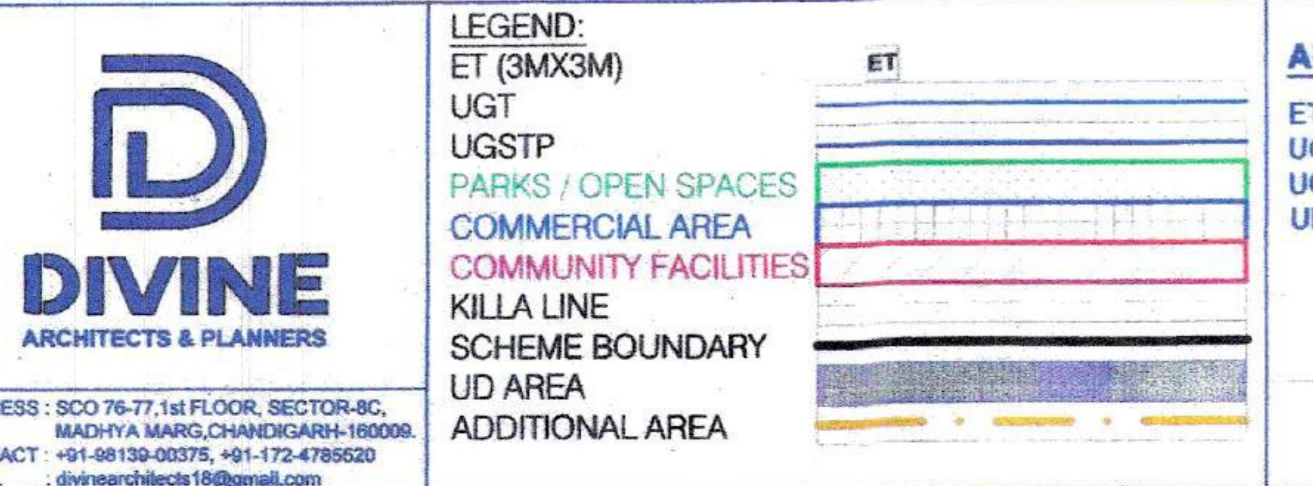 DIVINE
ARCHITECTS & PLANNERS
ESS : SCO 76-77,1st FLOOR, SECTOR-8C,
MADHYA MARG,CHANDIGARH-160009.
ACT : +91-98139-00375, +91-172-4785520
: divinearchitects18@gmail.com
LEGEND:
ET (3MX3M)
ET
UGT
UGSTP
PARKS / OPEN SPACES
COMMERCIAL AREA
COMMUNITY FACILITIES
KILLA LINE
SCHEME BOUNDARY
UD AREA
ADDITIONAL AREA
A